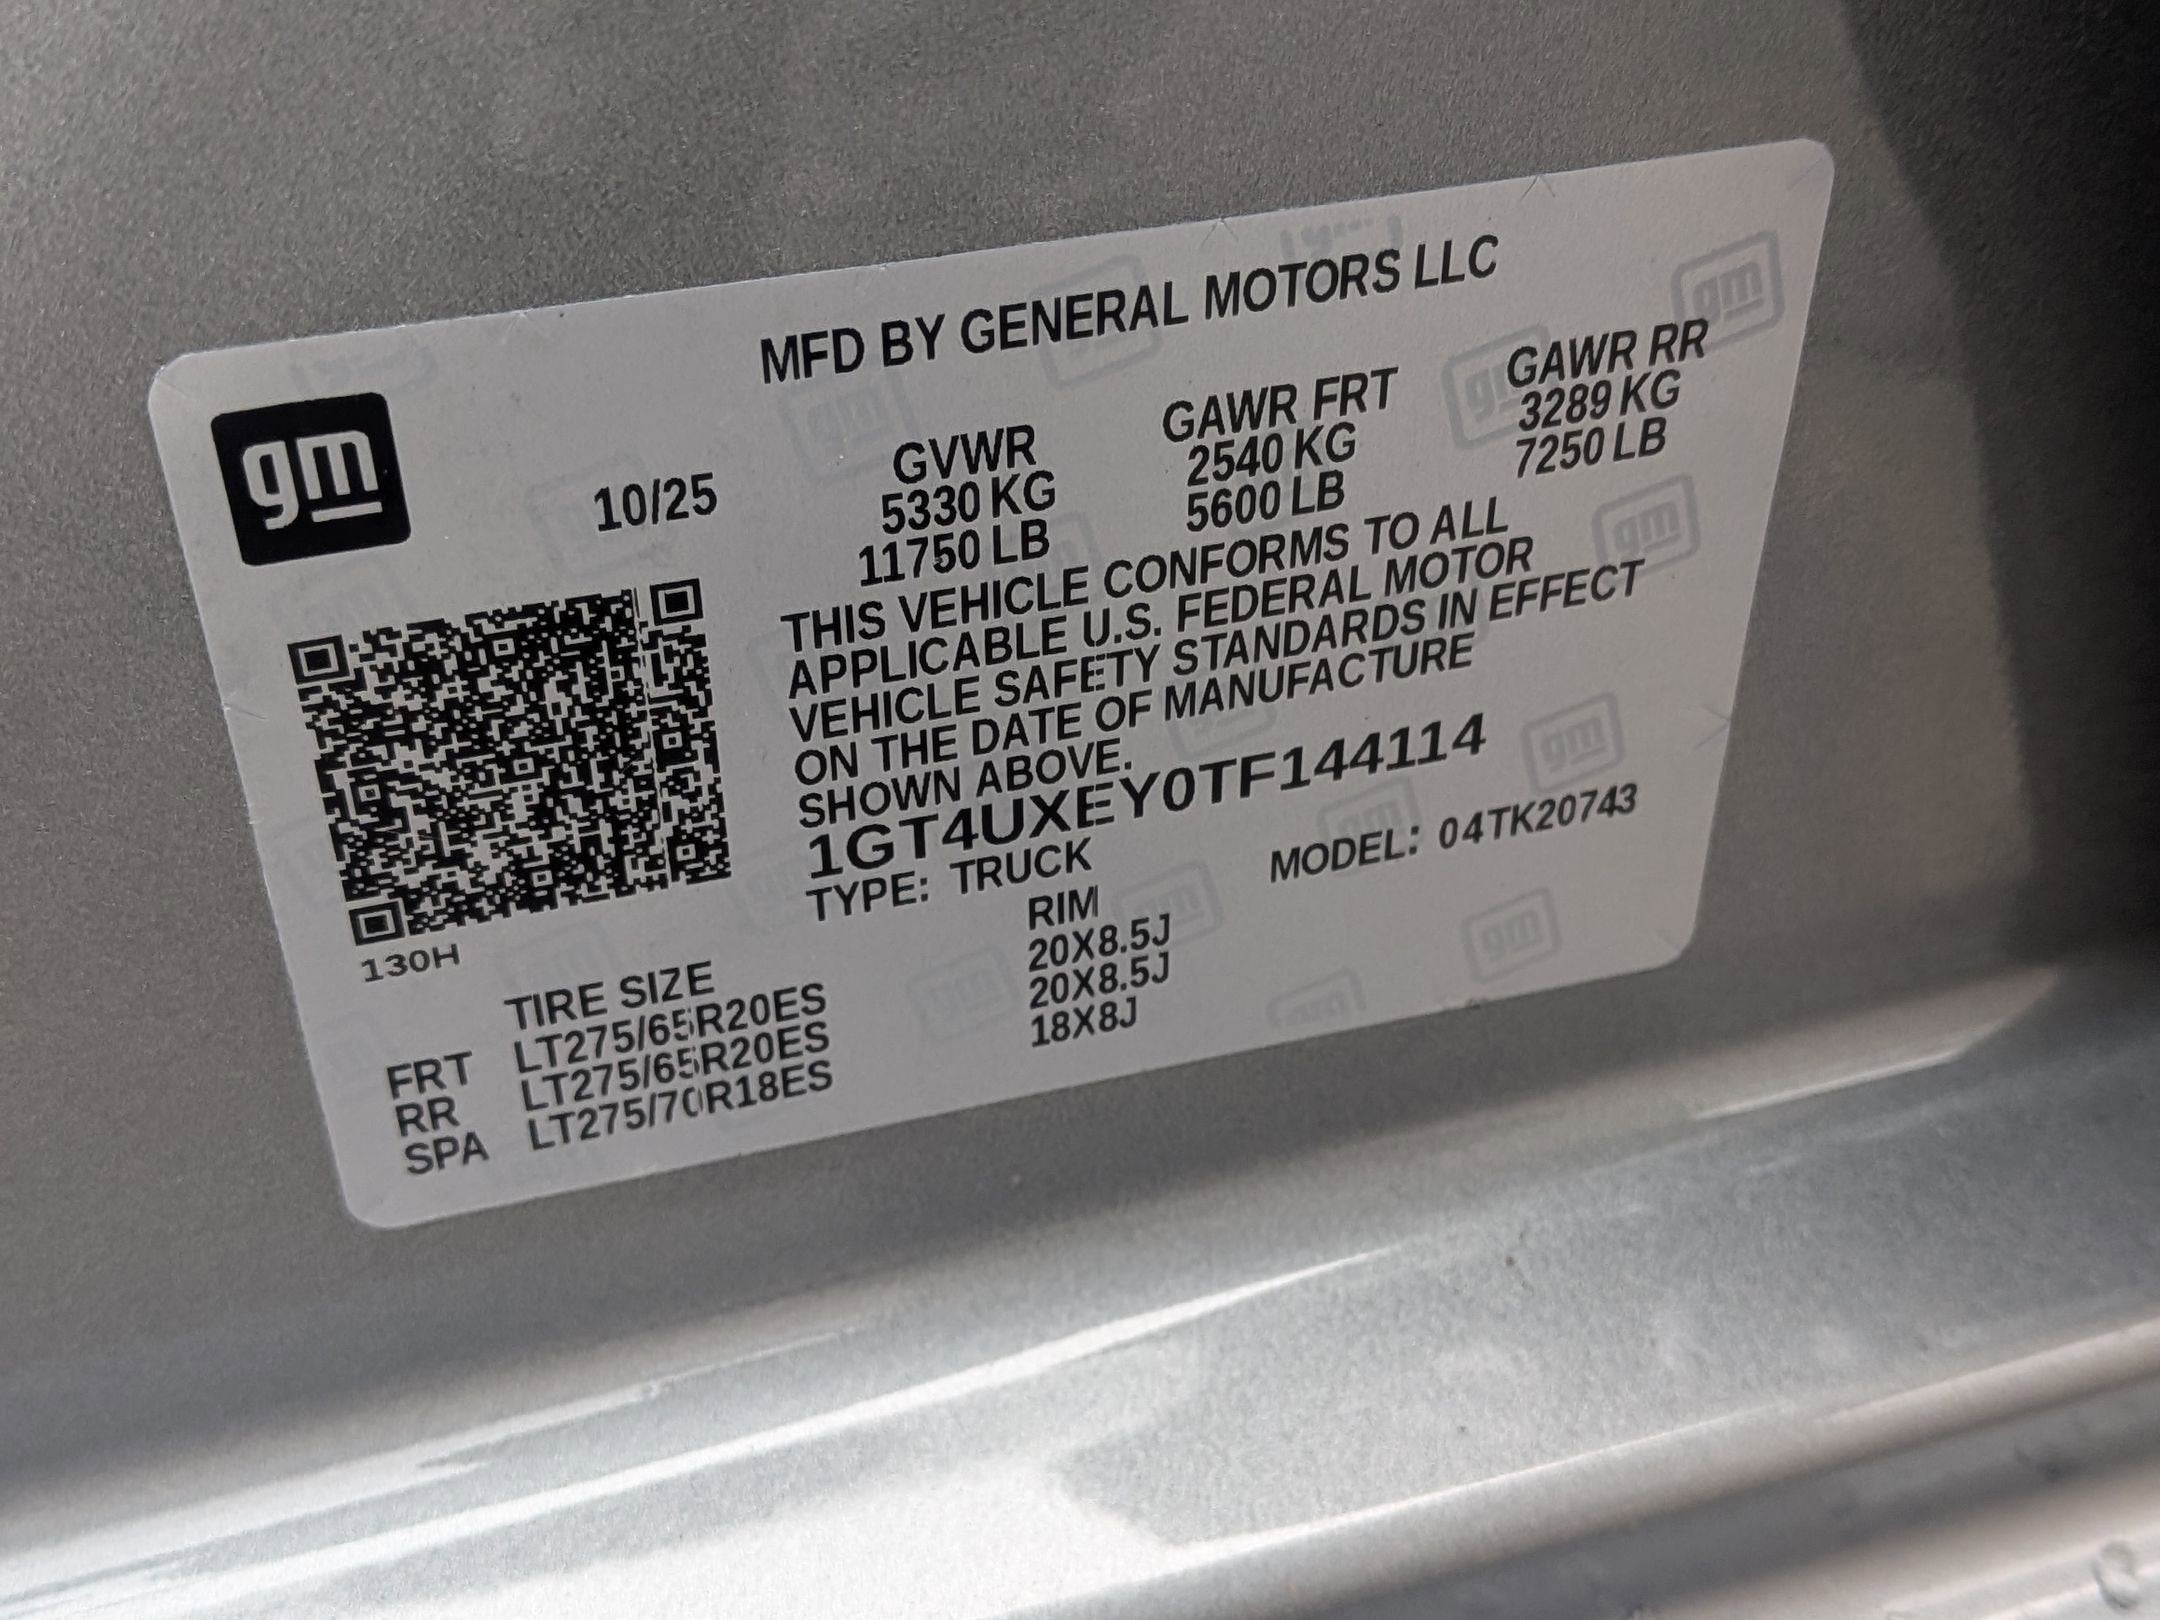 MFD BY GENERAL MOTORS LLC
gm
10/25
GVWR
5330 KG
11750 LB
GAWR FRT
2540 KG
5600 LB
GAWR RR
3289 KG
7250 LB
THIS VEHICLE CONFORMS TO ALL
APPLICABLE U.S. FEDERAL MOTOR
VEHICLE SAFETY STANDARDS IN EFFECT
ON THE DATE OF MANUFACTURE
SHOWN ABOVE.
1GT4UXEY0TF144114
TYPE: TRUCK MODEL: 04TK20743
130H
TIRE SIZE RIM
FRT LT275/65R20ES 20X8.5J
RR LT275/65R20ES 20X8.5J
SPA LT275/70R18ES 18X8J